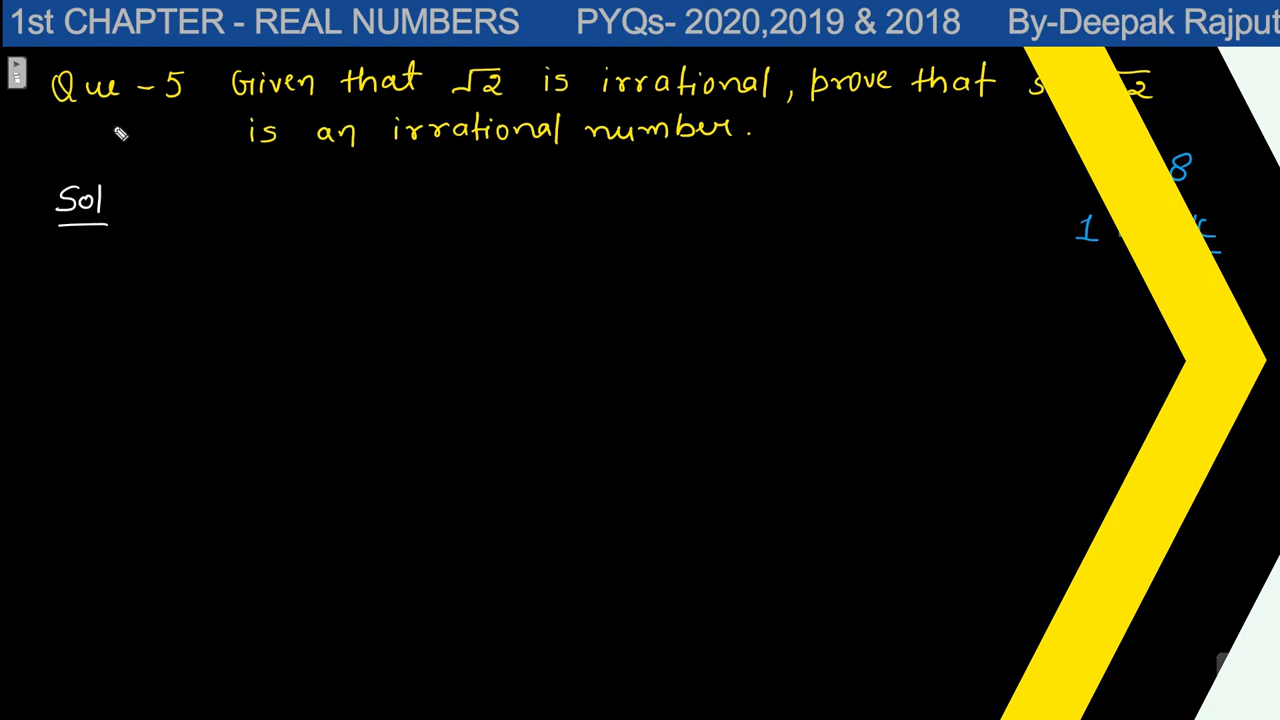 1st CHAPTER - REAL NUMBERS PYQs- 2020,2019 & 2018 By-Deepak Rajput
Que - 5 Given that √2 is irrational, prove that
is an irrational number.
8
Sol
1